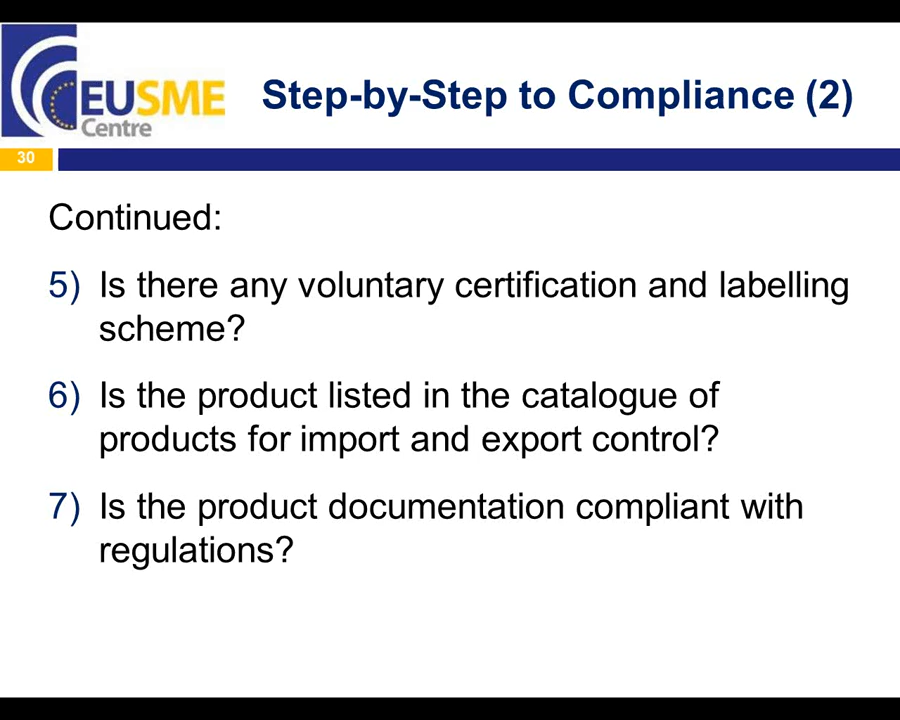 EUSME
Centre
Step-by-Step to Compliance (2)
30
Continued:
5) Is there any voluntary certification and labelling
scheme?
6) Is the product listed in the catalogue of
products for import and export control?
7) Is the product documentation compliant with
regulations?